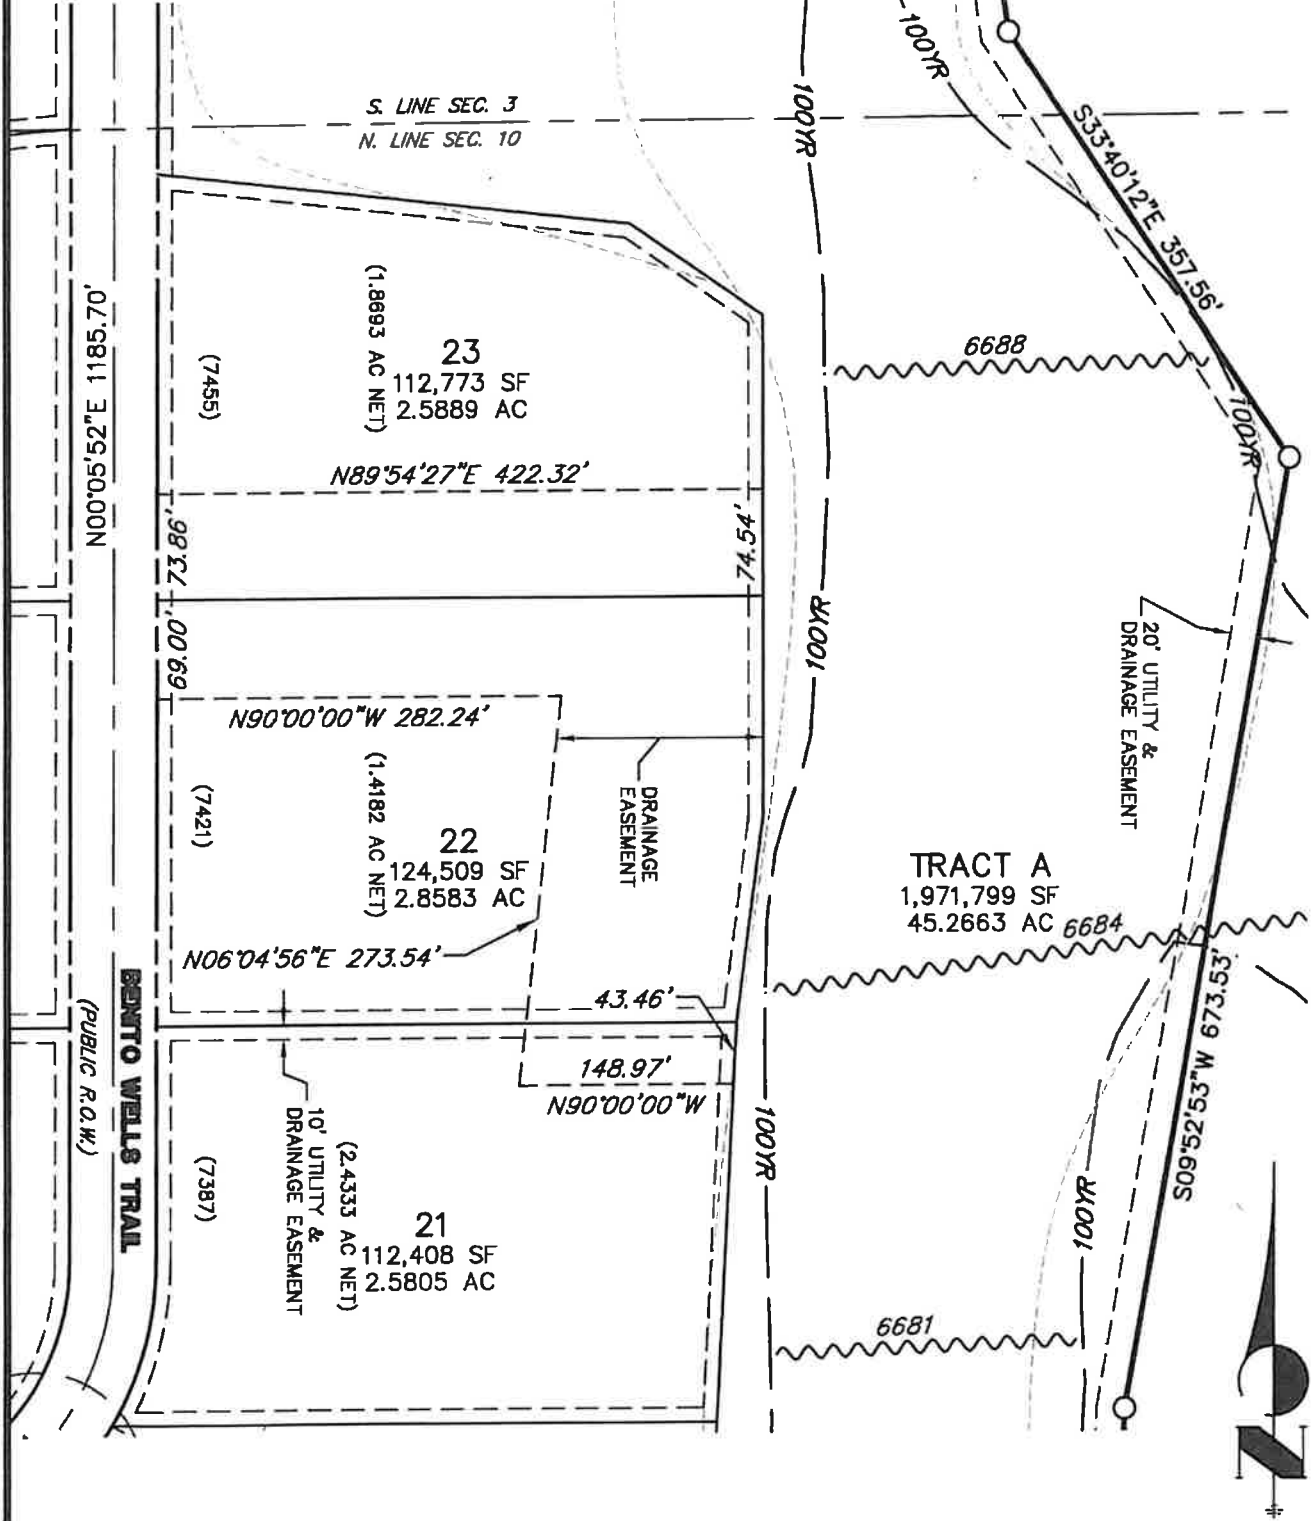 S. LINE SEC. 3
N. LINE SEC. 10
100YR
100YR
S33°40'12"E 357.56'
6688
100YR
N00°05'52"E 1185.70'
(7455)
(1.8693 AC NET)
23
112,773 SF
2.5889 AC
N89°54'27"E 422.32'
73.86'
74.54'
69.00'
100YR
20' UTILITY &
DRAINAGE EASEMENT
N90°00'00"W 282.24'
DRAINAGE
EASEMENT
(7421)
(1.4182 AC NET)
22
124,509 SF
2.8583 AC
TRACT A
1,971,799 SF
45.2663 AC
6684
N06°04'56"E 273.54'
43.46'
148.97'
N90°00'00"W
S09°52'53"W 673.53'
BENITO WELLS TRAIL
(PUBLIC R.O.W.)
10' UTILITY &
DRAINAGE EASEMENT
100YR
100YR
(7387)
(2.4333 AC NET)
21
112,408 SF
2.5805 AC
6681
N